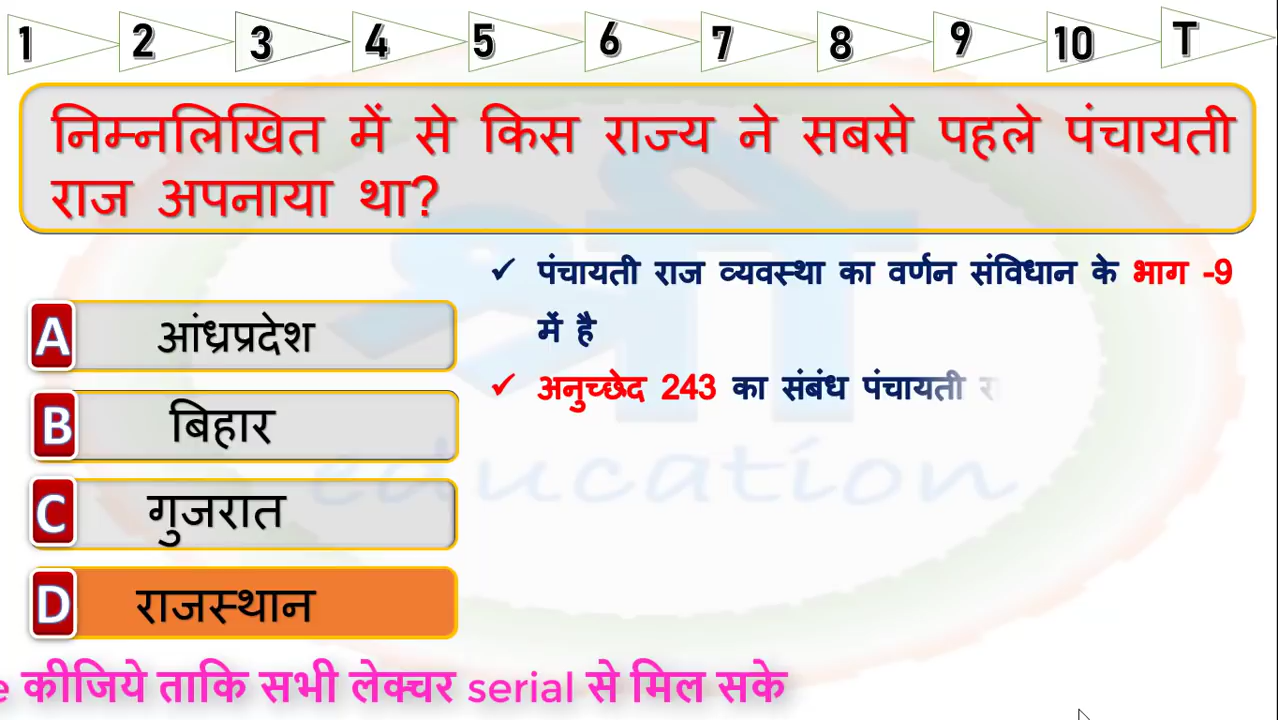 1 2 3 4 5 6 7 8 9 10 T
निम्नलिखित में से किस राज्य ने सबसे पहले पंचायती
राज अपनाया था?
✓ पंचायती राज व्यवस्था का वर्णन संविधान के भाग -9
में है
✓ अनुच्छेद 243 का संबंध पंचायती
A आंध्रप्रदेश
B बिहार
C गुजरात
D राजस्थान
श्री
education
कीजिये ताकि सभी लेक्चर serial से मिल सके